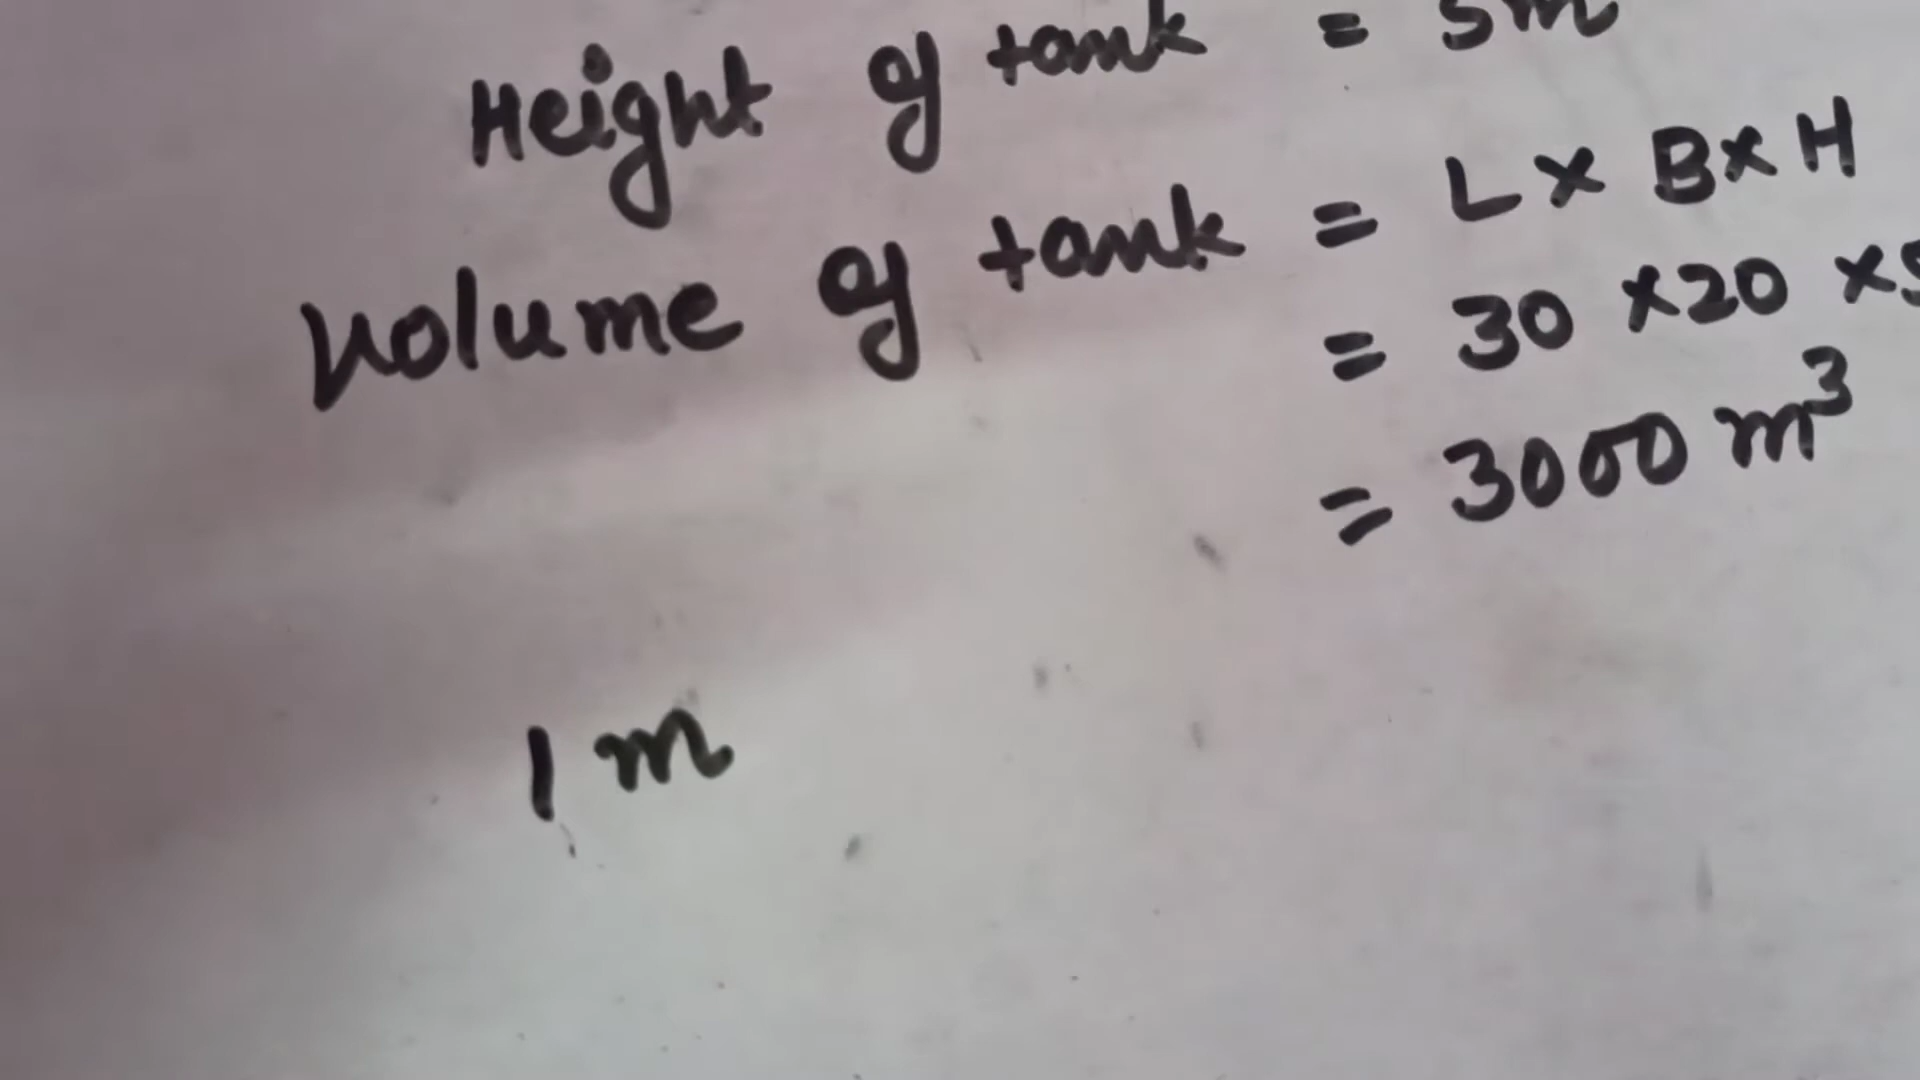 Height of tank = 5m
Volume of tank = L × B × H
= 30 × 20 × 5
= 3000 m³
1 m